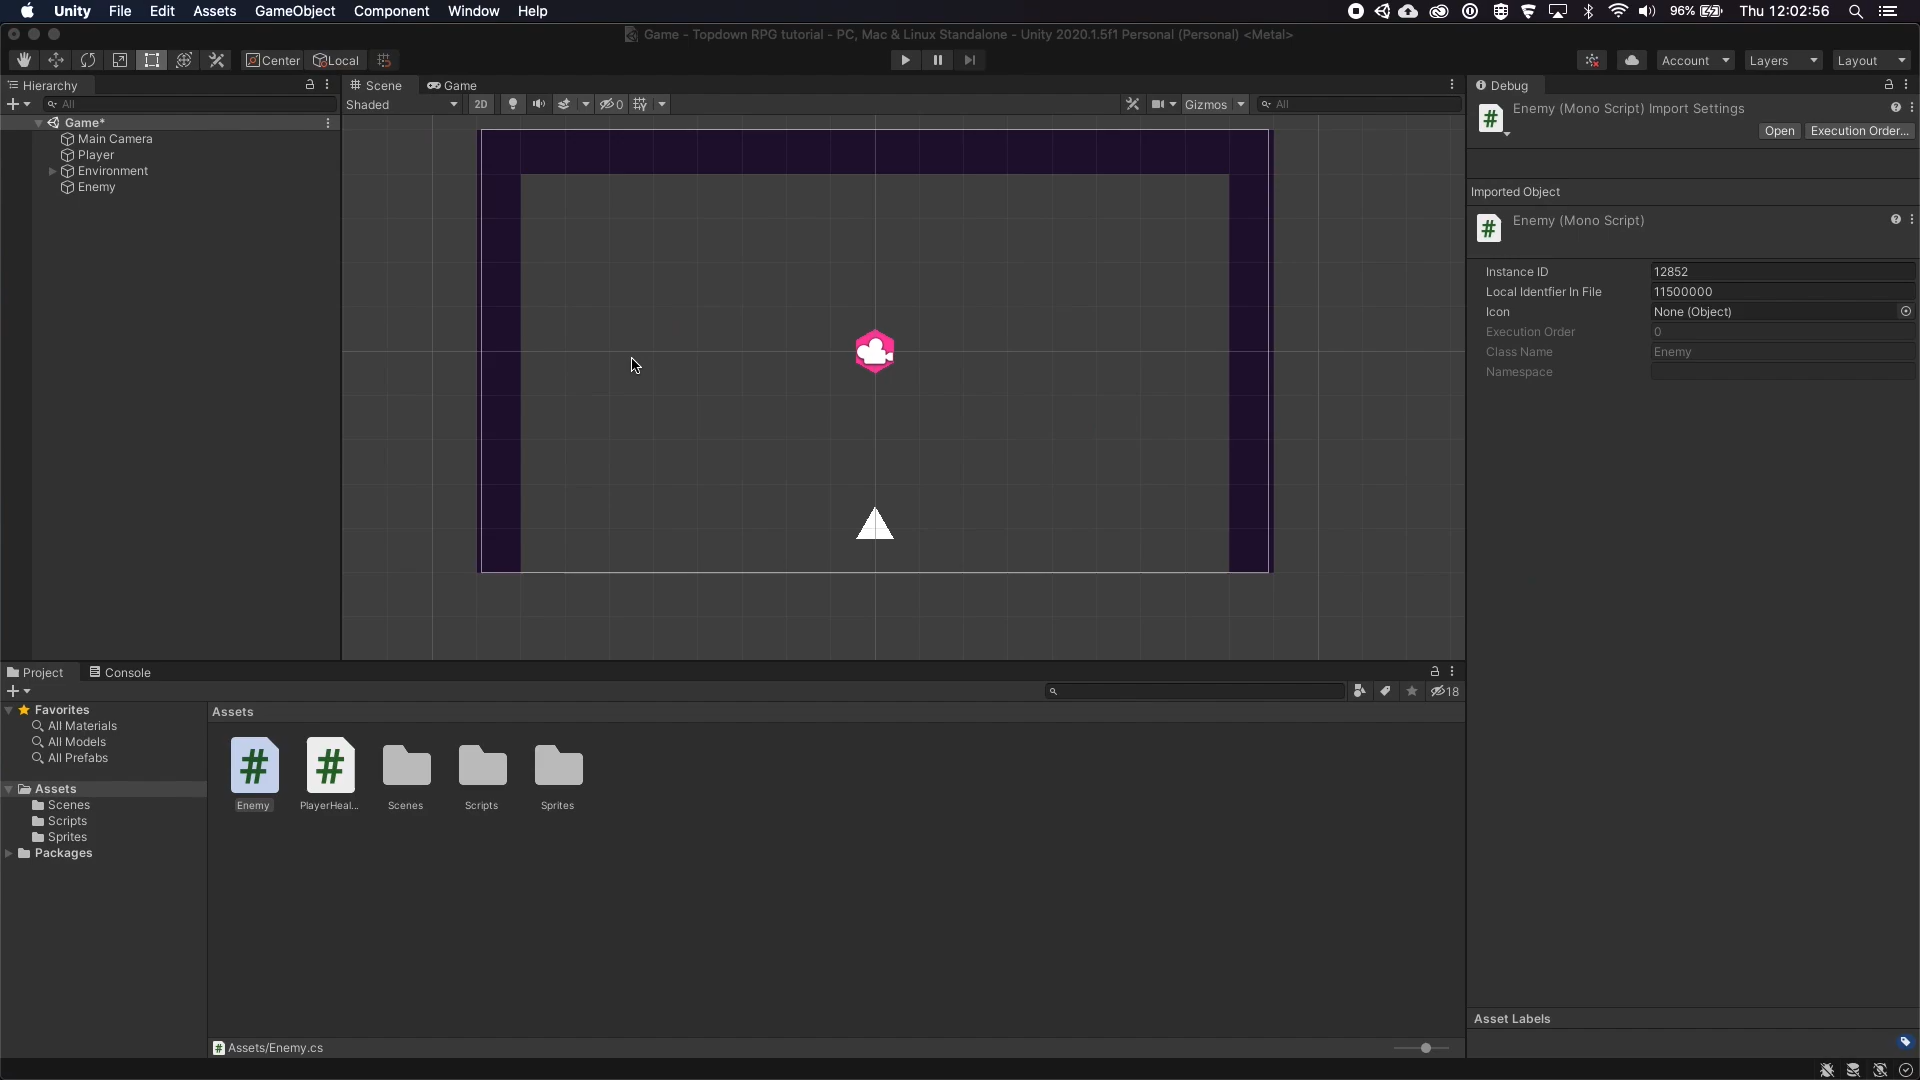 Unity File Edit Assets GameObject Component Window Help 96% Thu 12:02:56
Game - Topdown RPG tutorial - PC, Mac & Linux Standalone - Unity 2020.1.5f1 Personal (Personal) <Metal>
Center Local Account Layers Layout
Hierarchy
All
Game*
Main Camera
Player
Environment
Enemy
Scene Game
Shaded 2D 0 Gizmos All
Debug
Enemy (Mono Script) Import Settings
Open Execution Order...
Imported Object
Enemy (Mono Script)
Instance ID 12852
Local Identfier In File 11500000
Icon None (Object)
Execution Order 0
Class Name Enemy
Namespace
Asset Labels
Project Console
18
Favorites
All Materials
All Models
All Prefabs
Assets
Scenes
Scripts
Sprites
Packages
Assets
Enemy PlayerHeal... Scenes Scripts Sprites
Assets/Enemy.cs